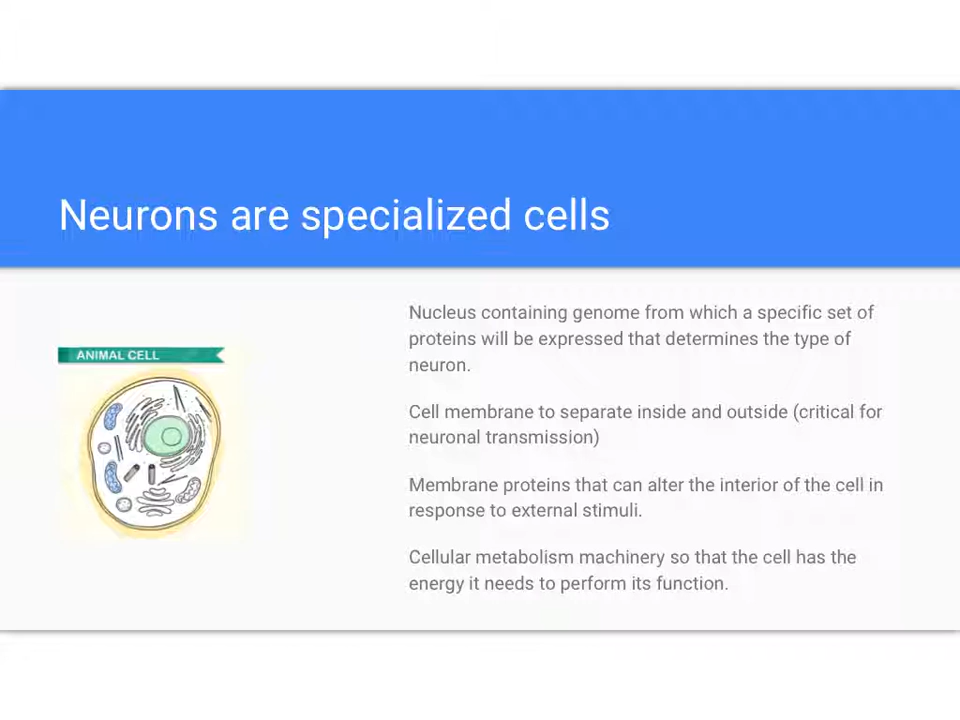 Neurons are specialized cells
ANIMAL CELL
Nucleus containing genome from which a specific set of
proteins will be expressed that determines the type of
neuron.
Cell membrane to separate inside and outside (critical for
neuronal transmission)
Membrane proteins that can alter the interior of the cell in
response to external stimuli.
Cellular metabolism machinery so that the cell has the
energy it needs to perform its function.